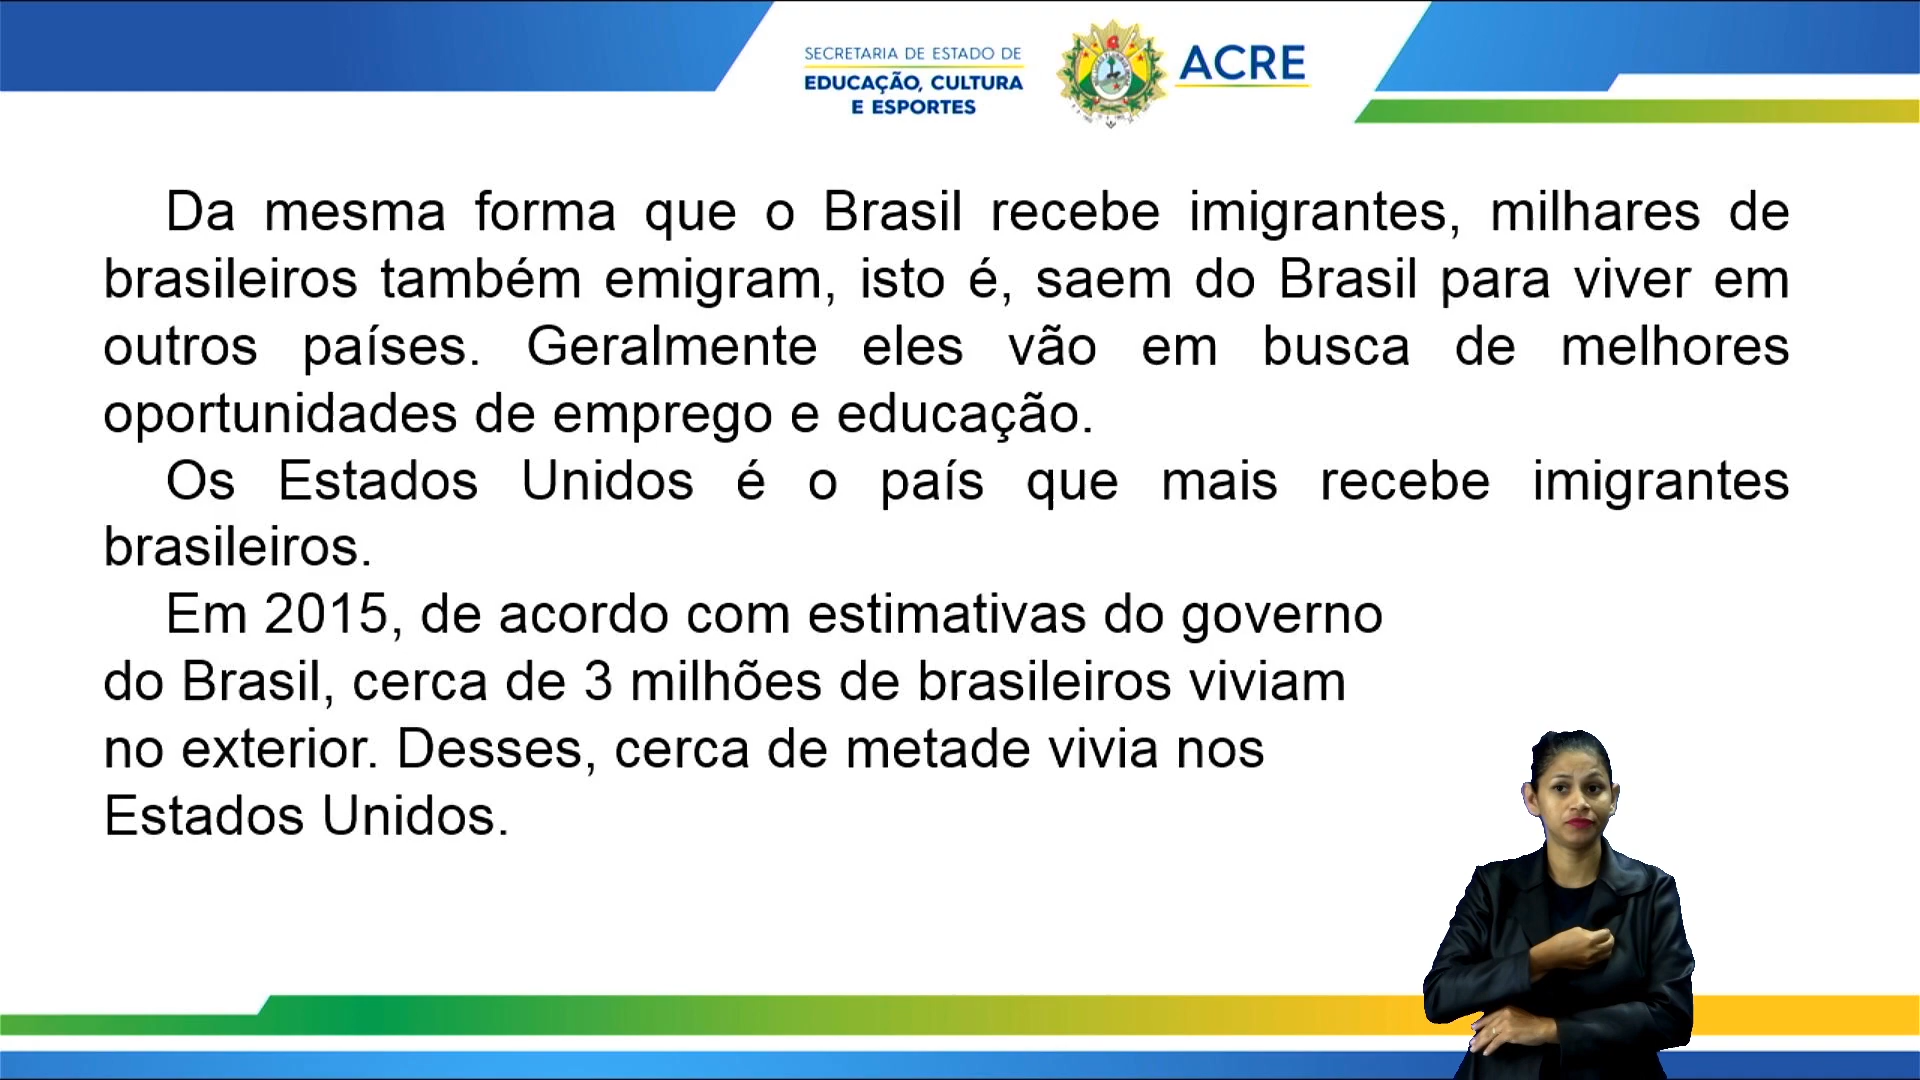 SECRETARIA DE ESTADO DE
EDUCAÇÃO, CULTURA
E ESPORTES
ACRE
Da mesma forma que o Brasil recebe imigrantes, milhares de
brasileiros também emigram, isto é, saem do Brasil para viver em
outros países. Geralmente eles vão em busca de melhores
oportunidades de emprego e educação.
Os Estados Unidos é o país que mais recebe imigrantes
brasileiros.
Em 2015, de acordo com estimativas do governo
do Brasil, cerca de 3 milhões de brasileiros viviam
no exterior. Desses, cerca de metade vivia nos
Estados Unidos.